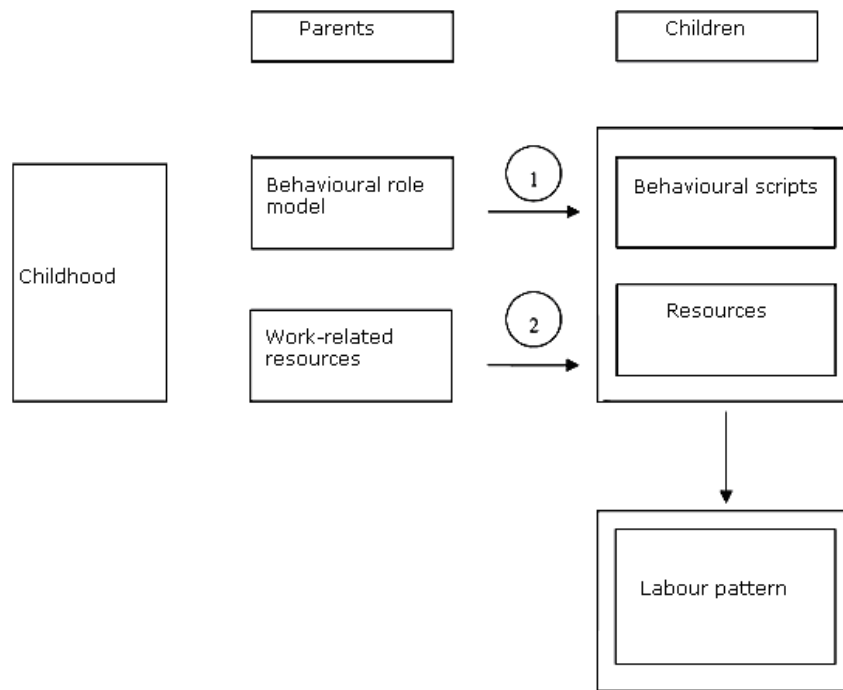 Parents
Children
1
Behavioural role
model
Behavioural scripts
Childhood
2
Work-related
resources
Resources
Labour pattern